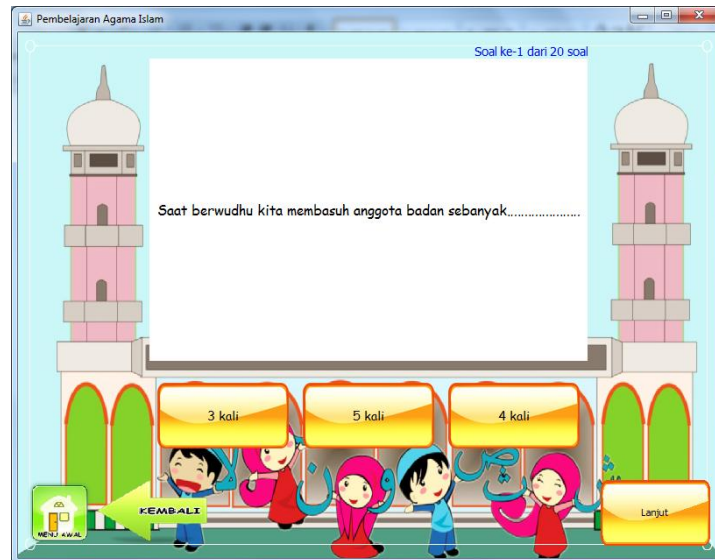 Pembelajaran Agama Islam
Soal ke-1 dari 20 soal
Saat berwudhu kita membasuh anggota badan sebanyak.....................
3 kali
5 kali
4 kali
MENU AWAL
KEMBALI
Lanjut